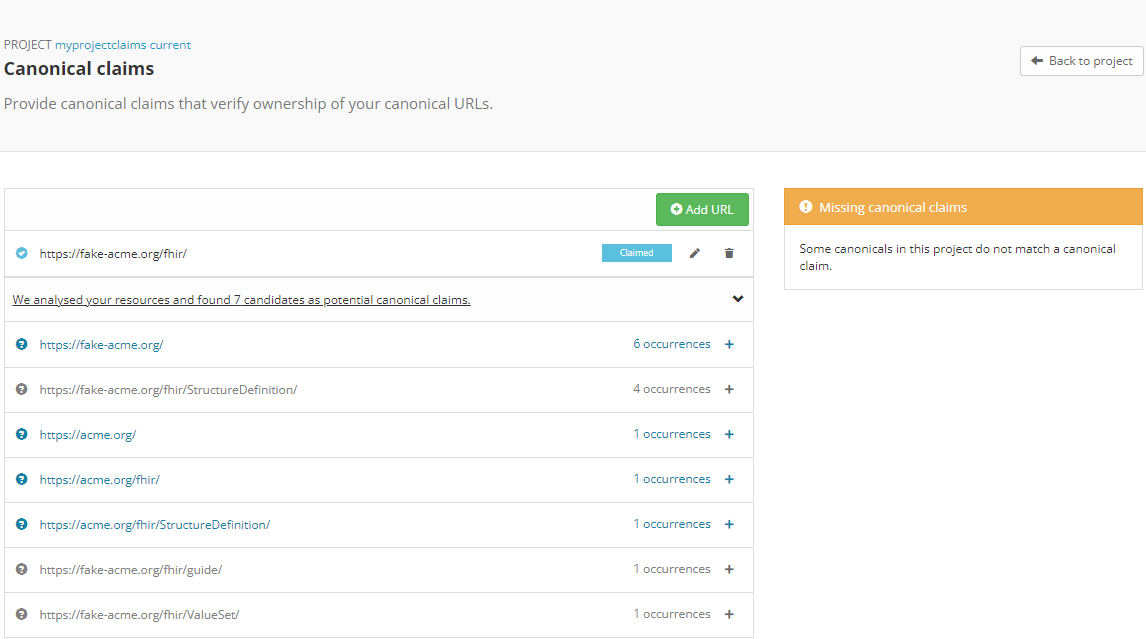 PROJECT myprojectclaims current
Canonical claims
Back to project
Provide canonical claims that verify ownership of your canonical URLs.
Add URL
Missing canonical claims
https://fake-acme.org/fhir/ Claimed
Some canonicals in this project do not match a canonical
claim.
We analysed your resources and found 7 candidates as potential canonical claims.
https://fake-acme.org/ 6 occurrences
https://fake-acme.org/fhir/StructureDefinition/ 4 occurrences
https://acme.org/ 1 occurrences
https://acme.org/fhir/ 1 occurrences
https://acme.org/fhir/StructureDefinition/ 1 occurrences
https://fake-acme.org/fhir/guide/ 1 occurrences
https://fake-acme.org/fhir/ValueSet/ 1 occurrences